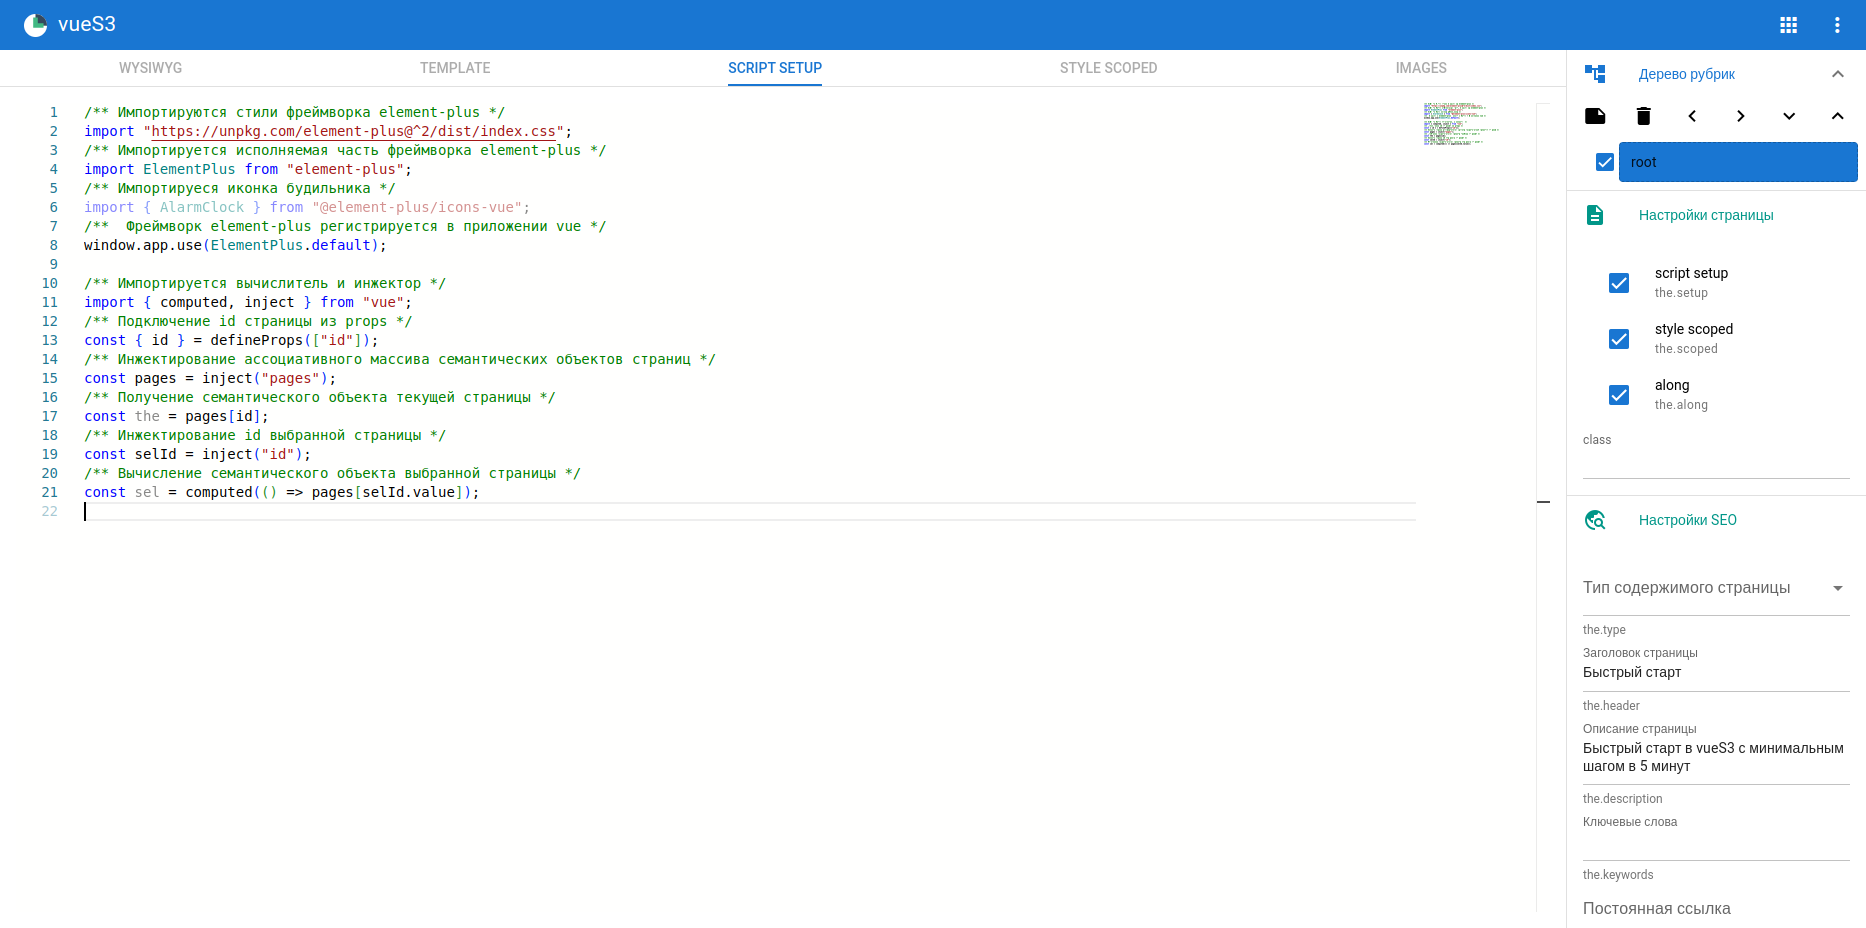 vueS3
WYSIWYG
TEMPLATE
SCRIPT SETUP
STYLE SCOPED
IMAGES
1 /** Импортируются стили фреймворка element-plus */
2 import "https://unpkg.com/element-plus@^2/dist/index.css";
3 /** Импортируется исполняемая часть фреймворка element-plus */
4 import ElementPlus from "element-plus";
5 /** Импортируеся иконка будильника */
6 import { AlarmClock } from "@element-plus/icons-vue";
7 /**  Фреймворк element-plus регистрируется в приложении vue */
8 window.app.use(ElementPlus.default);
9
10 /** Импортируется вычислитель и инжектор */
11 import { computed, inject } from "vue";
12 /** Подключение id страницы из props */
13 const { id } = defineProps(["id"]);
14 /** Инжектирование ассоциативного массива семантических объектов страниц */
15 const pages = inject("pages");
16 /** Получение семантического объекта текущей страницы */
17 const the = pages[id];
18 /** Инжектирование id выбранной страницы */
19 const selId = inject("id");
20 /** Вычисление семантического объекта выбранной страницы */
21 const sel = computed(() => pages[selId.value]);
22
Дерево рубрик
root
Настройки страницы
script setup
the.setup
style scoped
the.scoped
along
the.along
class
Настройки SEO
Тип содержимого страницы
the.type
Заголовок страницы
Быстрый старт
the.header
Описание страницы
Быстрый старт в vueS3 с минимальным
шагом в 5 минут
the.description
Ключевые слова
the.keywords
Постоянная ссылка